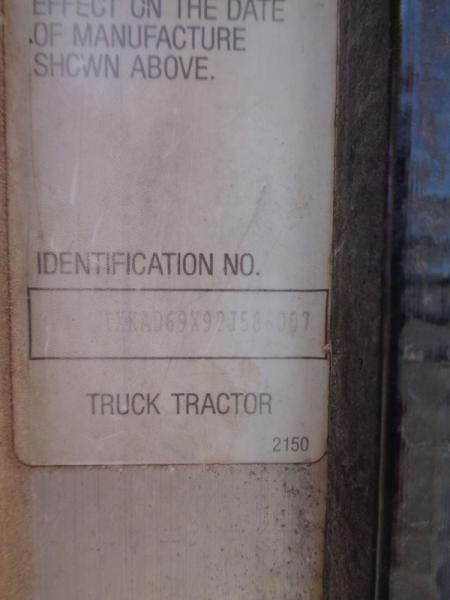 EFFECT ON THE DATE
OF MANUFACTURE
SHOWN ABOVE.
IDENTIFICATION NO.
TRUCK TRACTOR
2150